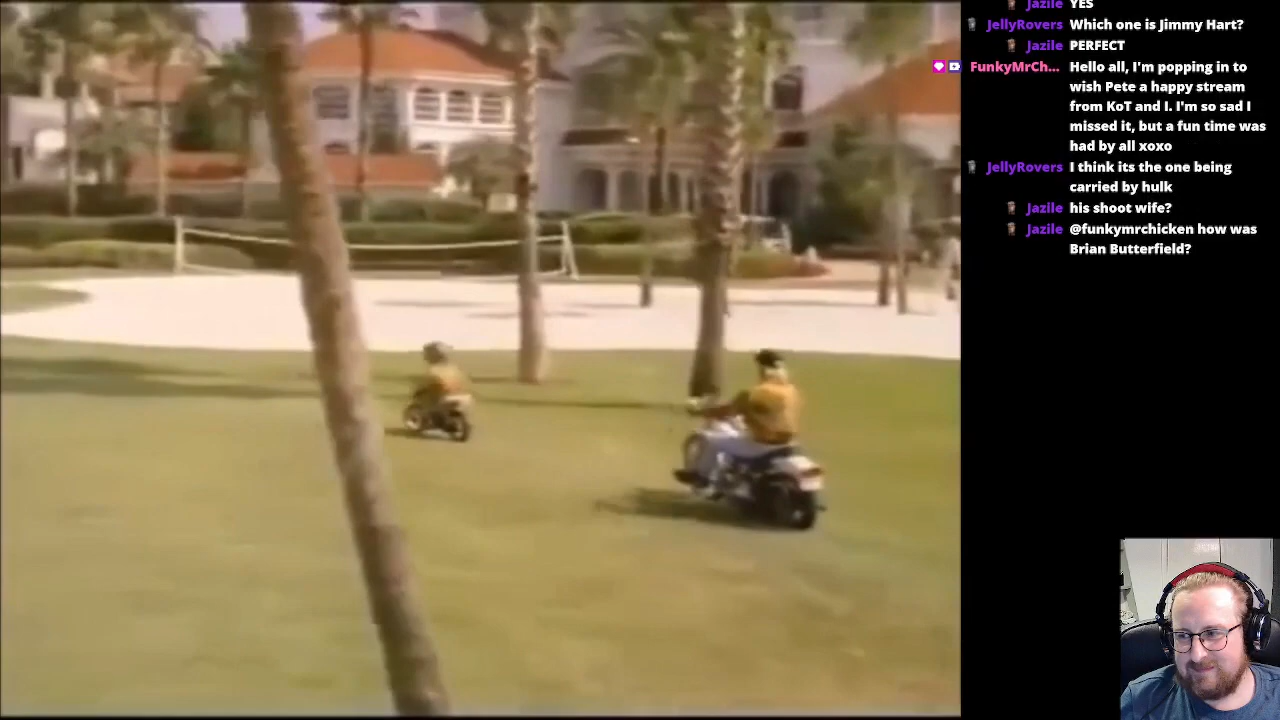 Jazile YES
JellyRovers Which one is Jimmy Hart?
Jazile PERFECT
FunkyMrCh... Hello all, I'm popping in to
wish Pete a happy stream
from KoT and I. I'm so sad I
missed it, but a fun time was
had by all xoxo
JellyRovers I think its the one being
carried by hulk
Jazile his shoot wife?
Jazile @funkymrchicken how was
Brian Butterfield?